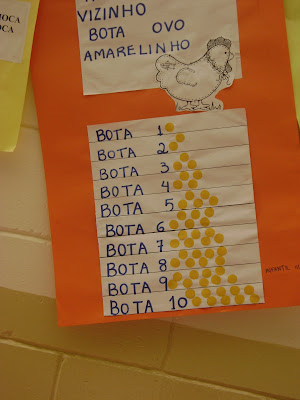 VIZINHO
BOTA OVO
AMARELINHO
BOTA 1
BOTA 2
BOTA 3
BOTA 4
BOTA 5
BOTA 6
BOTA 7
BOTA 8
BOTA 9
BOTA 10